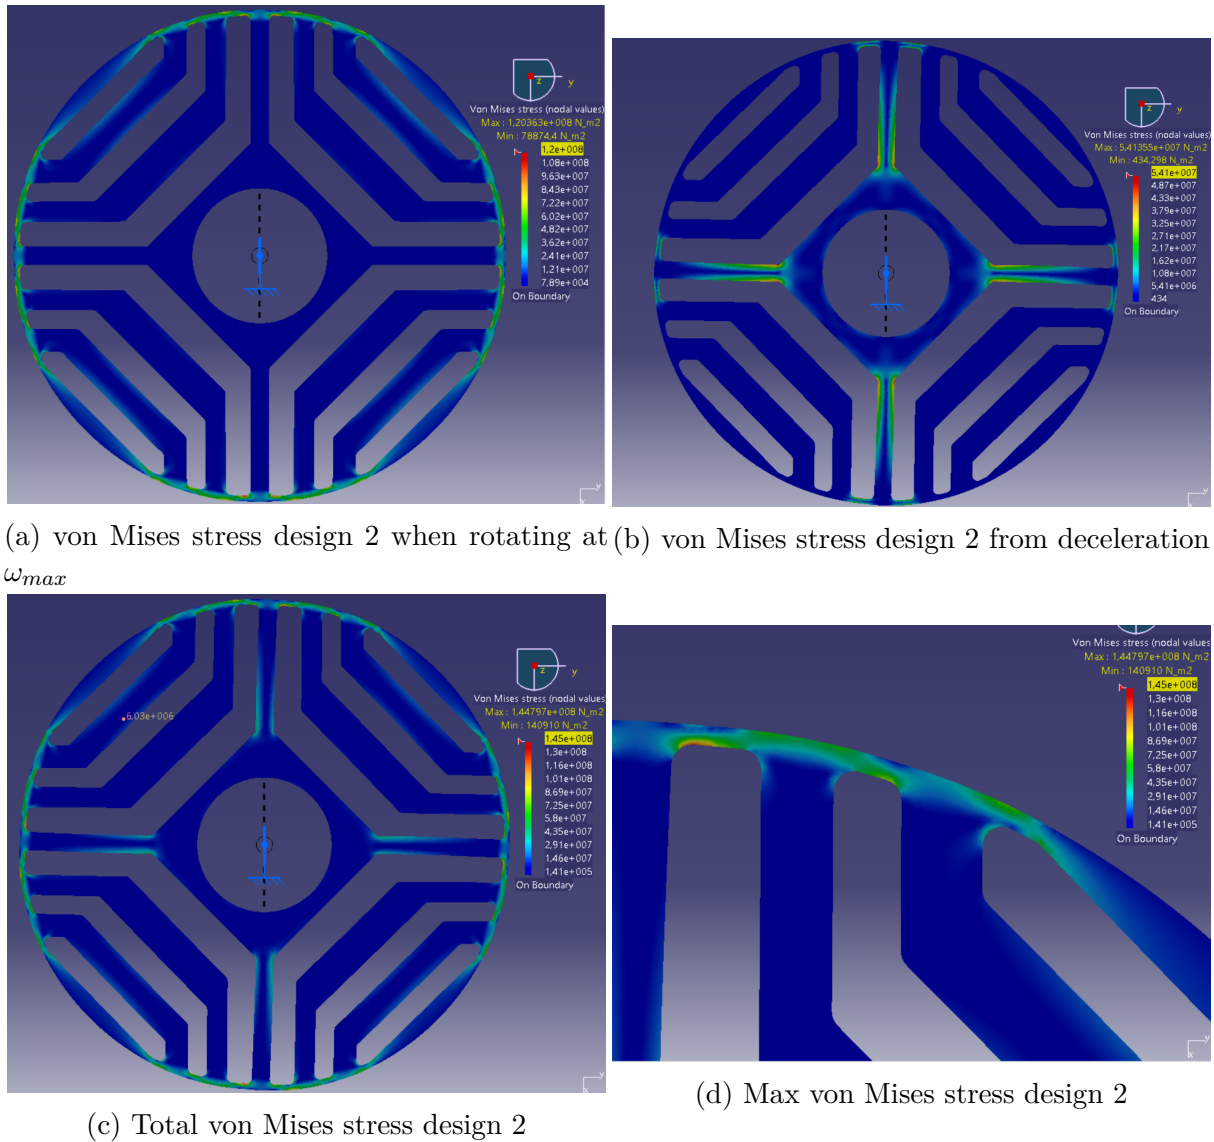 z
y
Von Mises stress (nodal values)
Max : 1,20363e+008 N_m2
Min : 78874,4 N_m2
1,2e+008
1,08e+008
9,63e+007
8,43e+007
7,22e+007
6,02e+007
4,82e+007
3,62e+007
2,41e+007
1,21e+007
7,89e+004
On Boundary
y
x
z
y
Von Mises stress (nodal values)
Max : 5,41355e+007 N_m2
Min : 434,298 N_m2
5,41e+007
4,87e+007
4,33e+007
3,79e+007
3,25e+007
2,71e+007
2,17e+007
1,62e+007
1,08e+007
5,41e+006
434
On Boundary
y
x
(a) von Mises stress design 2 when rotating at
ω_max
(b) von Mises stress design 2 from deceleration
6,03e+006
z
y
Von Mises stress (nodal values)
Max : 1,44797e+008 N_m2
Min : 140910 N_m2
1,45e+008
1,3e+008
1,16e+008
1,01e+008
8,69e+007
7,25e+007
5,8e+007
4,35e+007
2,91e+007
1,46e+007
1,41e+005
On Boundary
y
x
Von Mises stress (nodal values
Max : 1,44797e+008 N_m2
Min : 140910 N_m2
1,45e+008
1,3e+008
1,16e+008
1,01e+008
8,69e+007
7,25e+007
5,8e+007
4,35e+007
2,91e+007
1,46e+007
1,41e+005
On Boundary
y
x
(c) Total von Mises stress design 2
(d) Max von Mises stress design 2